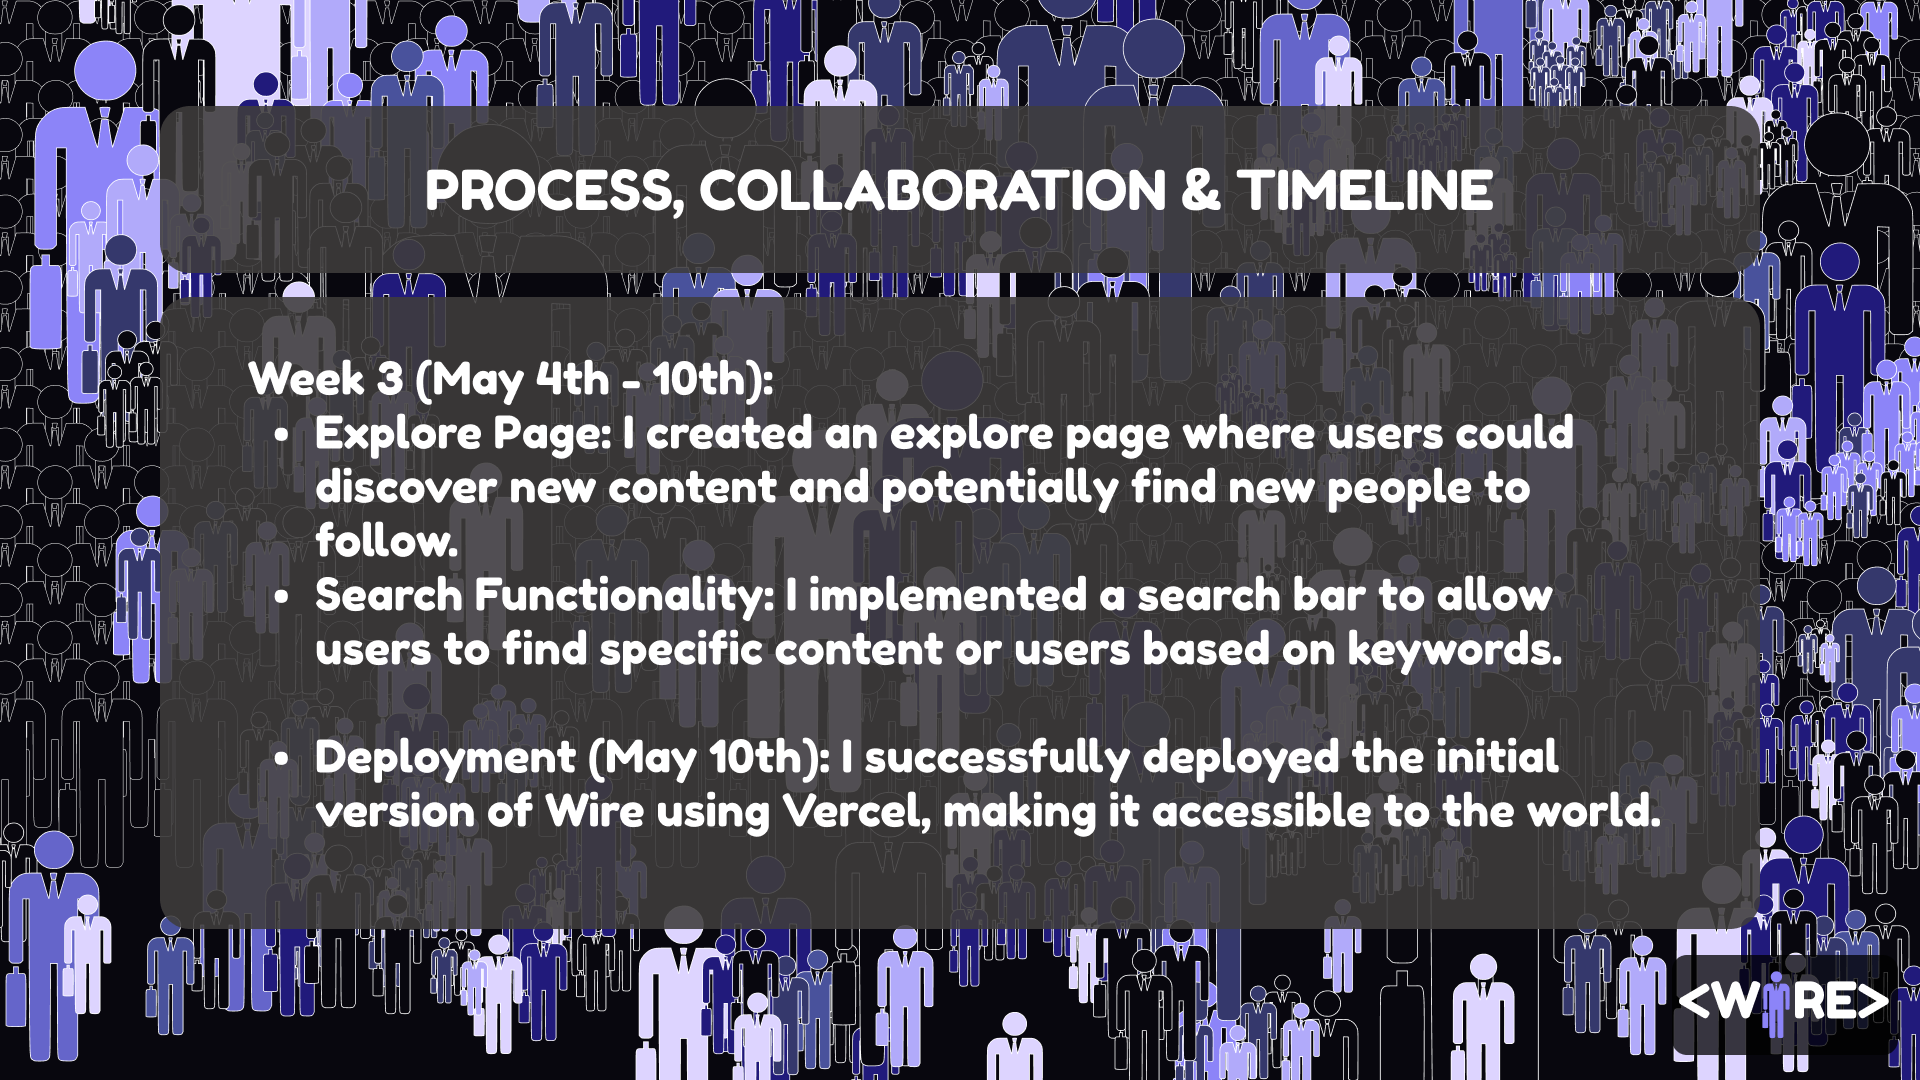 PROCESS, COLLABORATION & TIMELINE
Week 3 (May 4th - 10th):
• Explore Page: I created an explore page where users could
discover new content and potentially find new people to
follow.
• Search Functionality: I implemented a search bar to allow
users to find specific content or users based on keywords.
• Deployment (May 10th): I successfully deployed the initial
version of Wire using Vercel, making it accessible to the world.
<WIRE>